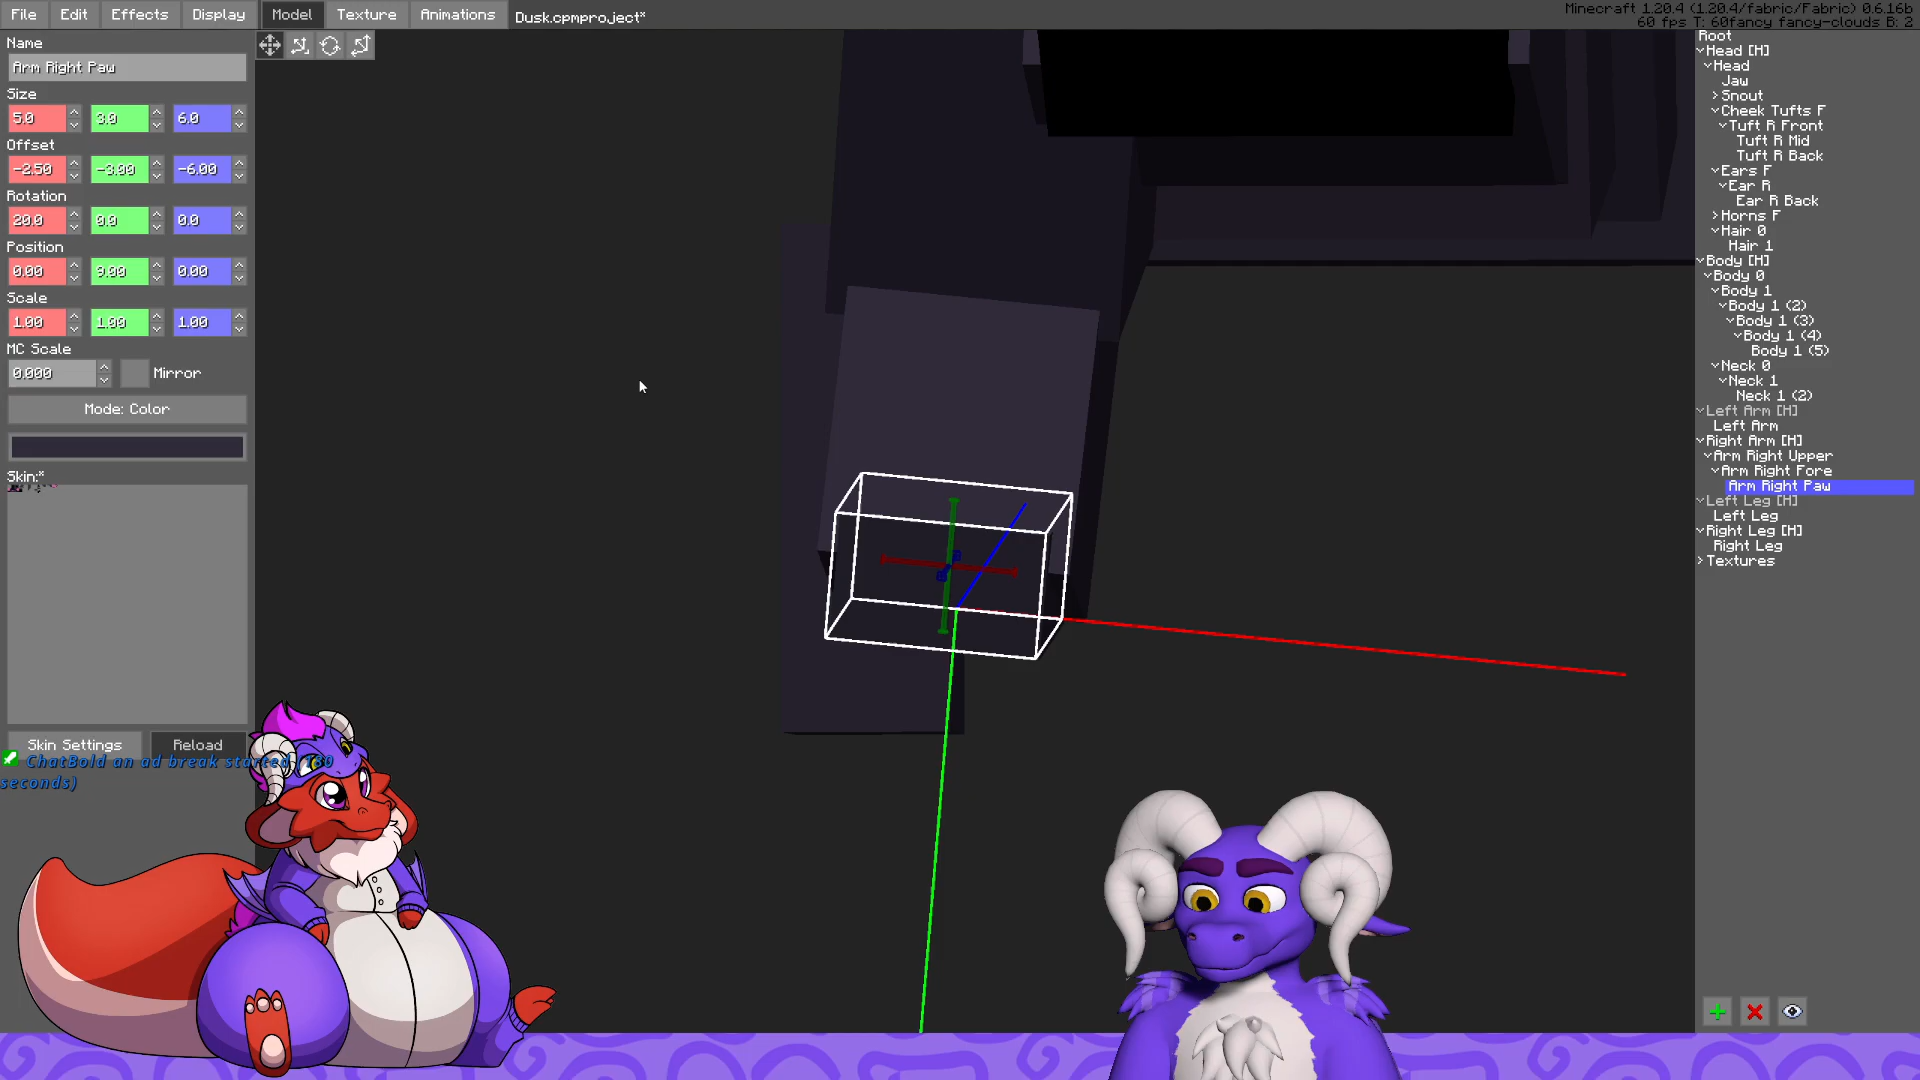 File Edit Effects Display Model Texture Animations Dusk.cpmproject*
Minecraft 1.20.4 (1.20.4/fabric/Fabric) 0.6.16b
60 fps T: 60fancy fancy-clouds B: 2
Name
Arm Right Paw
Size
5.0 3.0 6.0
Offset
-2.50 -3.00 -6.00
Rotation
20.0 0.0 0.0
Position
0.00 9.00 0.00
Scale
1.00 1.00 1.00
MC Scale
0.000 Mirror
Mode: Color
Skin:*
Skin Settings Reload
ChatBold an ad break started (180
seconds)
Root
Head [H]
Head
Jaw
Snout
Cheek Tufts F
Tuft R Front
Tuft R Mid
Tuft R Back
Ears F
Ear R
Ear R Back
Horns F
Hair 0
Hair 1
Body [H]
Body 0
Body 1
Body 1 (2)
Body 1 (3)
Body 1 (4)
Body 1 (5)
Neck 0
Neck 1
Neck 1 (2)
Left Arm [H]
Left Arm
Right Arm [H]
Arm Right Upper
Arm Right Fore
Arm Right Paw
Left Leg [H]
Left Leg
Right Leg [H]
Right Leg
Textures